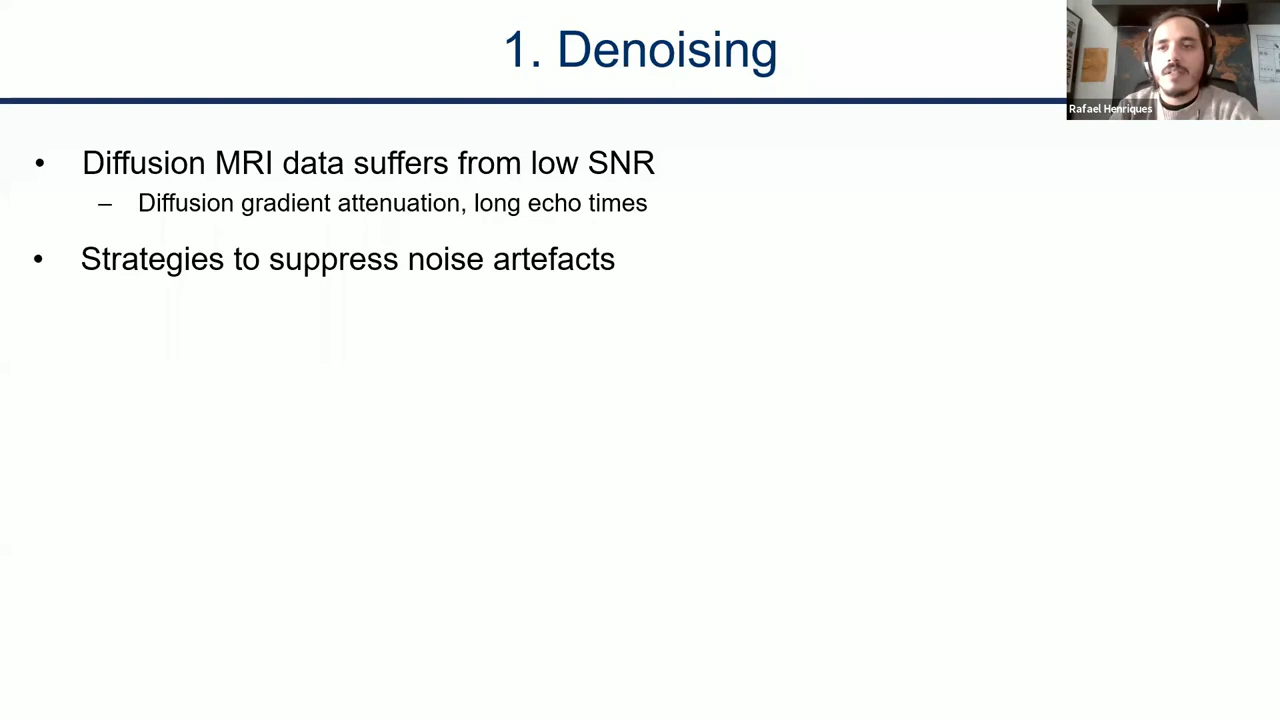 1. Denoising
Rafael Henriques
• Diffusion MRI data suffers from low SNR
– Diffusion gradient attenuation, long echo times
• Strategies to suppress noise artefacts